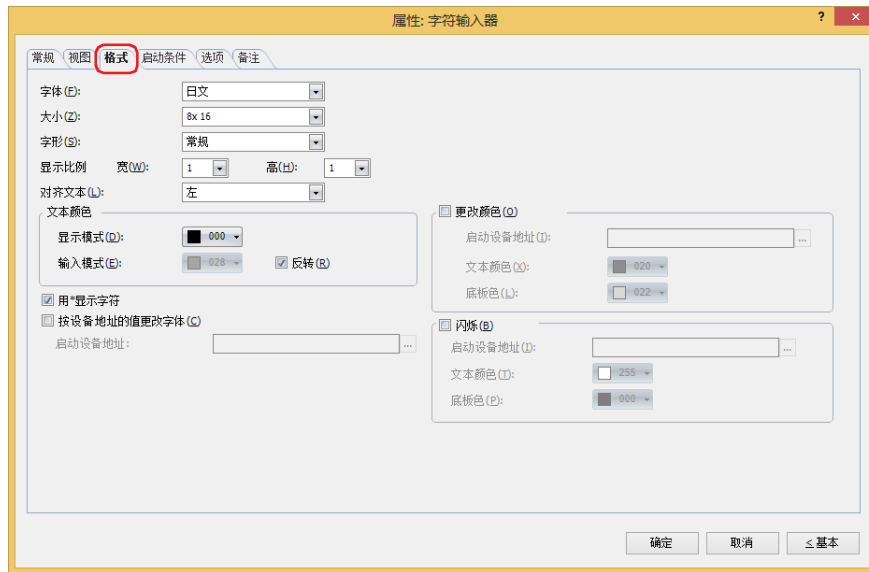 属性: 字符输入器
? ×
常规 视图 格式 启动条件 选项 备注
字体(F): 日文
大小(Z): 8x 16
字形(S): 常规
显示比例 宽(W): 1 高(H): 1
对齐文本(L): 左
文本颜色
显示模式(D): 000
输入模式(E): 028 反转(R)
用*显示字符
按设备地址的值更改字体(C)
启动设备地址: ...
更改颜色(O)
启动设备地址(I): ...
文本颜色(X): 020
底板色(L): 022
闪烁(B)
启动设备地址(I): ...
文本颜色(T): 255
底板色(P): 000
确定 取消 <基本